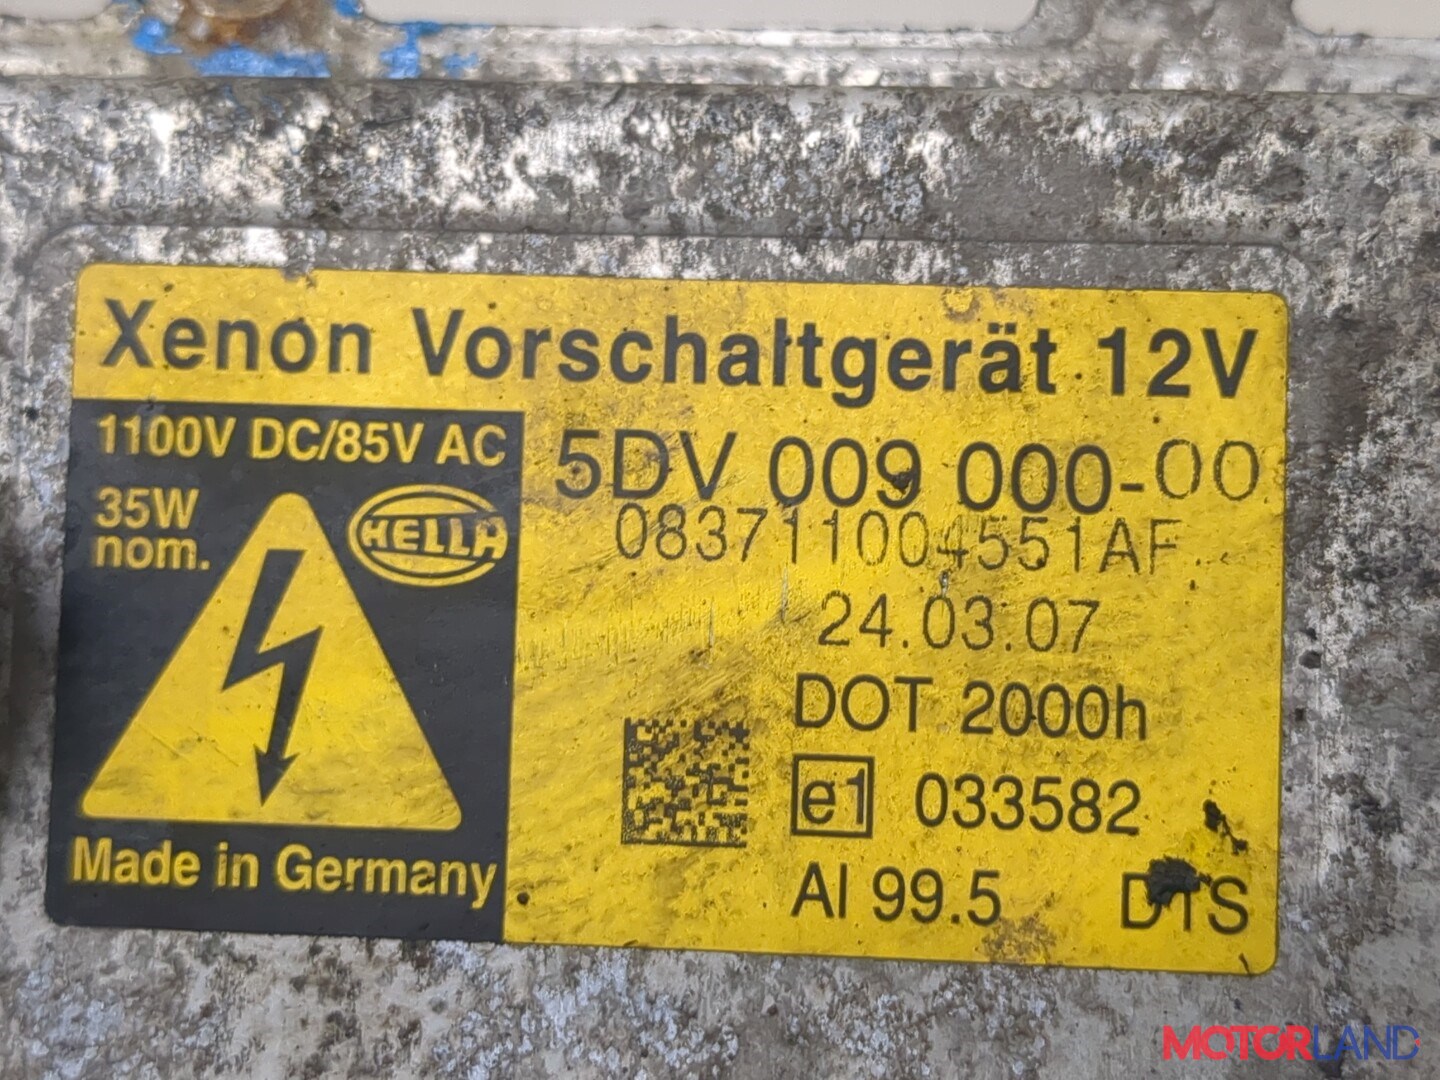 Xenon Vorschaltgerät 12V
1100V DC/85V AC
35W
nom.
HELLA
Made in Germany
5DV 009 000-00
083711004551AF
24.03.07
DOT 2000h
e1 033582
Al 99.5 D1S
MOTORLAND